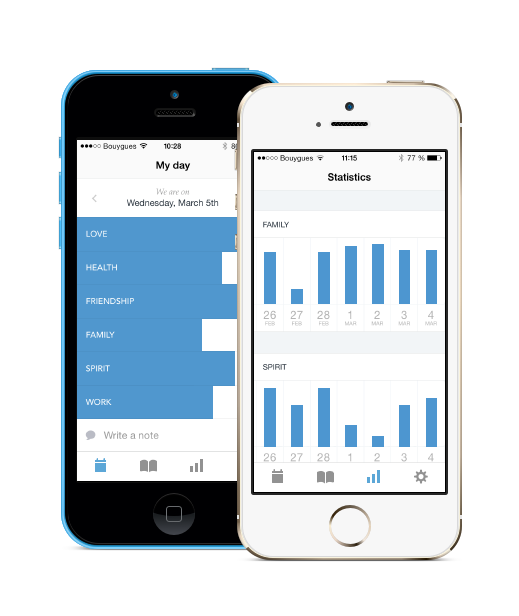 Bouygues 10:28
My day
We are on
Wednesday, March 5th
LOVE
HEALTH
FRIENDSHIP
FAMILY
SPIRIT
WORK
Write a note
Bouygues 11:15 77 %
Statistics
FAMILY
26 27 28 1 2 3 4
FEB FEB FEB MAR MAR MAR MAR
SPIRIT
26 27 28 1 2 3 4